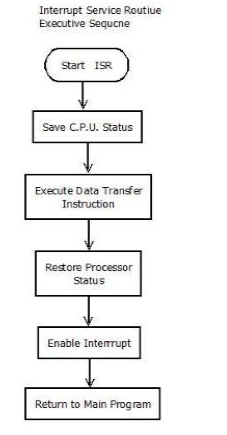 Interrupt Service Routiue
Executive Sequcne
Start ISR
Save C.P.U. Status
Execute Data Transfer
Instruction
Restore Processor
Status
Enable Interrrupt
Return to Main Program